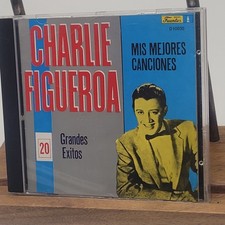 CHARLIE
FIGUEROA
MIS MEJORES
CANCIONES
20
Grandes
Exitos